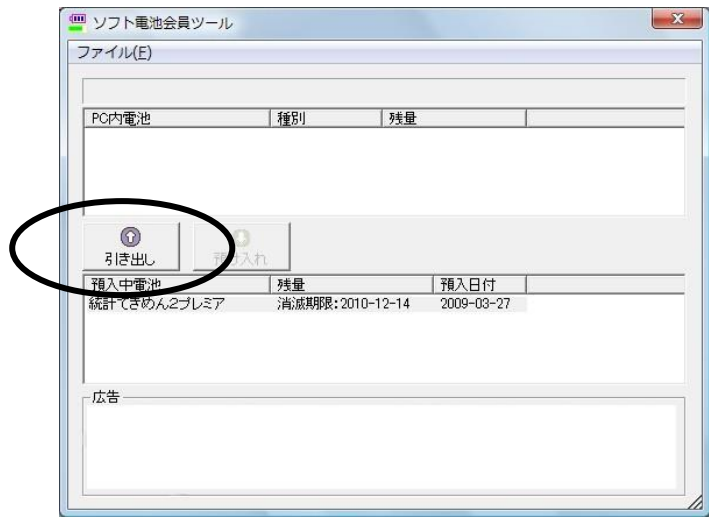 ソフト電池会員ツール
ファイル(F)
PC内電池 種別 残量
引き出し 預け入れ
預入中電池 残量 預入日付
統計てきめん2プレミア 消滅期限:2010-12-14 2009-03-27
広告